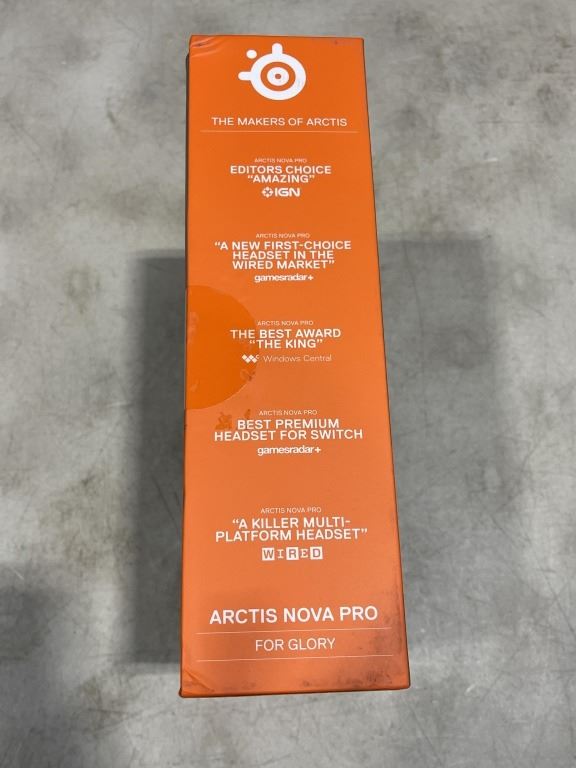 THE MAKERS OF ARCTIS
ARCTIS NOVA PRO
EDITORS CHOICE
"AMAZING"
IGN
ARCTIS NOVA PRO
"A NEW FIRST-CHOICE
HEADSET IN THE
WIRED MARKET"
gamesradar+
ARCTIS NOVA PRO
THE BEST AWARD
"THE KING"
Windows Central
ARCTIS NOVA PRO
BEST PREMIUM
HEADSET FOR SWITCH
gamesradar+
ARCTIS NOVA PRO
"A KILLER MULTI-
PLATFORM HEADSET"
WIRED
ARCTIS NOVA PRO
FOR GLORY